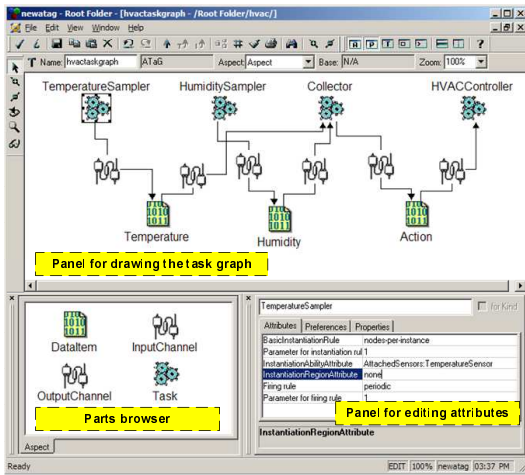 newatag - Root Folder - [hvactaskgraph - /Root Folder/hvac/]
File Edit View Window Help
Name: hvactaskgraph ATaG Aspect: Aspect Base: N/A Zoom: 100%
TemperatureSampler HumiditySampler Collector HVACController
Temperature Humidity Action
Panel for drawing the task graph
TemperatureSampler for Kind
Attributes Preferences Properties
BasicInstantiationRule nodes-per-instance
Parameter for instantiation rul 1
InstantiationAbilityAttribute AttachedSensors:TemperatureSensor
InstantiationRegionAttribute none
Firing rule periodic
Parameter for firing rule 1
Panel for editing attributes
InstantiationRegionAttribute
DataItem InputChannel
OutputChannel Task
Parts browser
Aspect
Ready EDIT 100% newatag 03:37 PM